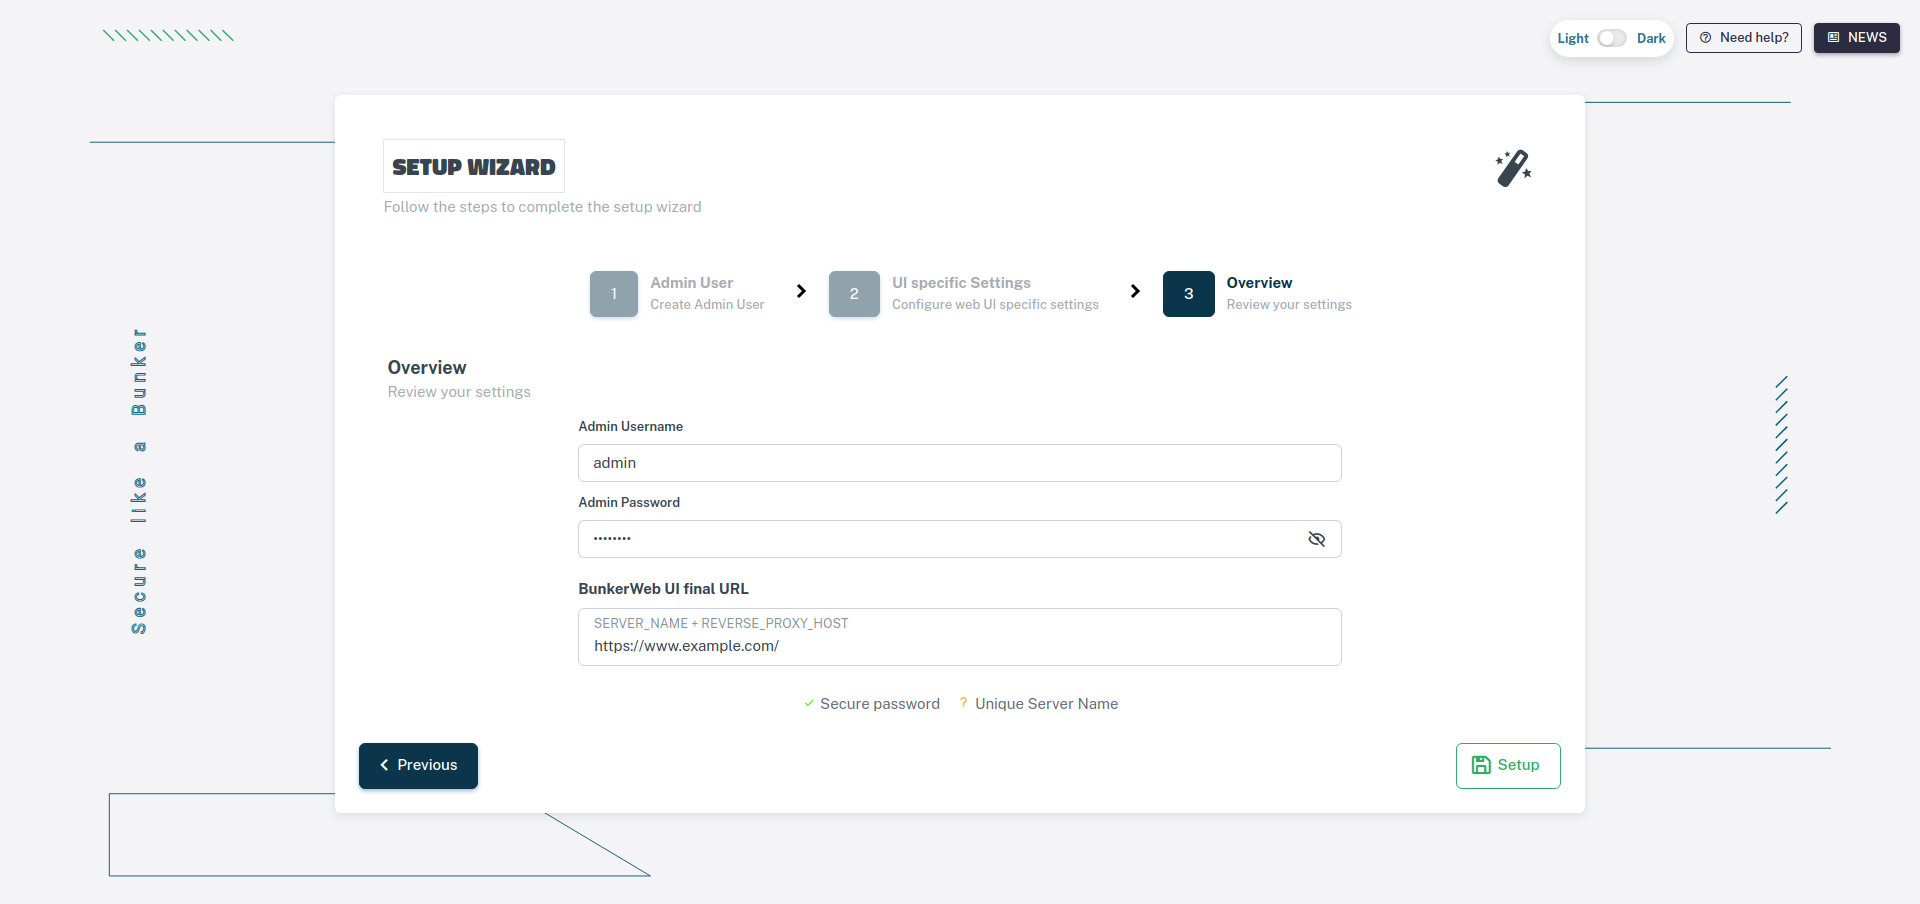 Light Dark Need help? NEWS
SETUP WIZARD
Follow the steps to complete the setup wizard
1 Admin User
Create Admin User
2 UI specific Settings
Configure web UI specific settings
3 Overview
Review your settings
Secure like a Bunker
Overview
Review your settings
Admin Username
admin
Admin Password
••••••••
BunkerWeb UI final URL
SERVER_NAME + REVERSE_PROXY_HOST
https://www.example.com/
Secure password ? Unique Server Name
Previous
Setup